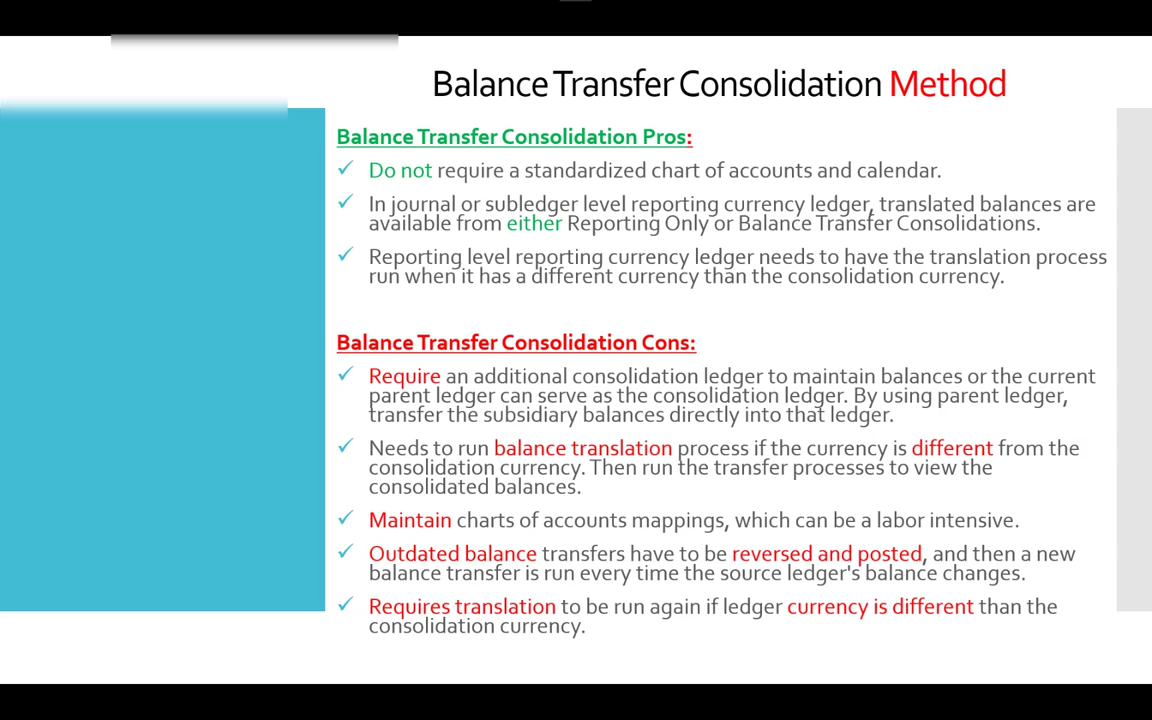 Balance Transfer Consolidation Method
Balance Transfer Consolidation Pros:
✓ Do not require a standardized chart of accounts and calendar.
✓ In journal or subledger level reporting currency ledger, translated balances are
available from either Reporting Only or Balance Transfer Consolidations.
✓ Reporting level reporting currency ledger needs to have the translation process
run when it has a different currency than the consolidation currency.
Balance Transfer Consolidation Cons:
✓ Require an additional consolidation ledger to maintain balances or the current
parent ledger can serve as the consolidation ledger. By using parent ledger,
transfer the subsidiary balances directly into that ledger.
✓ Needs to run balance translation process if the currency is different from the
consolidation currency. Then run the transfer processes to view the
consolidated balances.
✓ Maintain charts of accounts mappings, which can be a labor intensive.
✓ Outdated balance transfers have to be reversed and posted, and then a new
balance transfer is run every time the source ledger's balance changes.
✓ Requires translation to be run again if ledger currency is different than the
consolidation currency.